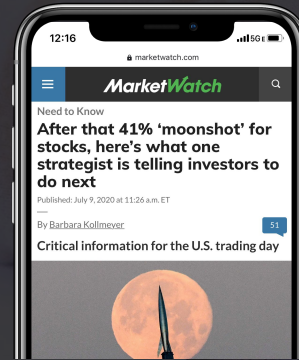 12:16
5G E
marketwatch.com
MarketWatch
Need to Know
After that 41% ‘moonshot’ for
stocks, here’s what one
strategist is telling investors to
do next
Published: July 9, 2020 at 11:26 a.m. ET
By Barbara Kollmeyer
51
Critical information for the U.S. trading day